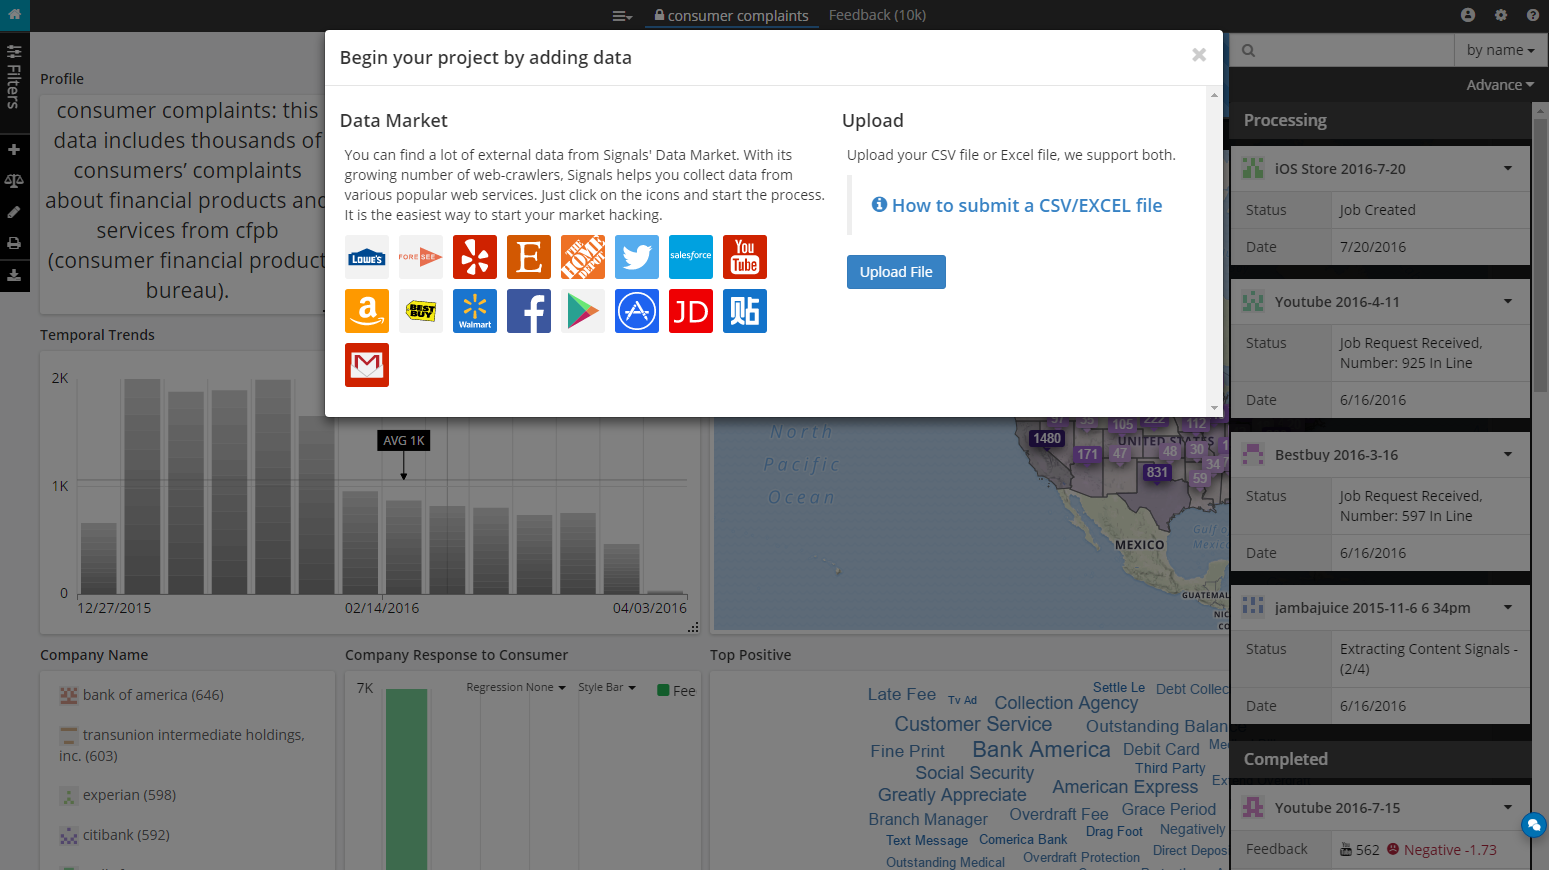 consumer complaints
Feedback (10k)
Filters
Begin your project by adding data
by name
Advance
Data Market
You can find a lot of external data from Signals' Data Market. With its
growing number of web-crawlers, Signals helps you collect data from
various popular web services. Just click on the icons and start the process.
It is the easiest way to start your market hacking.
LOWE'S
FORESEE
E
THE HOME DEPOT
salesforce
You Tube
a
BEST BUY
Walmart
f
JD
贴
M
Upload
Upload your CSV file or Excel file, we support both.
How to submit a CSV/EXCEL file
Upload File
Profile
consumer complaints: this
data includes thousands of
consumers' complaints
about financial products and
services from cfpb
(consumer financial product
bureau).
Temporal Trends
2K
1K
0
AVG 1K
12/27/2015
02/14/2016
04/03/2016
North
Pacific
Ocean
UNITED STATES
MEXICO
Gulf of
Mexico
GUATEMAL
NIC
CO
1480
105
222
112
171
47
48
30
831
34
59
Company Name
bank of america (646)
transunion intermediate holdings,
inc. (603)
experian (598)
citibank (592)
Company Response to Consumer
7K
Regression None
Style Bar
Fee
Top Positive
Late Fee
Tv Ad
Collection Agency
Settle Le
Debt Collec
Customer Service
Outstanding Balan
Fine Print
Bank America
Debit Card
Me
Social Security
Third Party
Greatly Appreciate
American Express
Branch Manager
Overdraft Fee
Grace Period
Text Message
Comerica Bank
Drag Foot
Negatively
Outstanding Medical
Overdraft Protection
Direct Depos
Processing
iOS Store 2016-7-20
Status
Job Created
Date
7/20/2016
Youtube 2016-4-11
Status
Job Request Received,
Number: 925 In Line
Date
6/16/2016
Bestbuy 2016-3-16
Status
Job Request Received,
Number: 597 In Line
Date
6/16/2016
jambajuice 2015-11-6 6 34pm
Status
Extracting Content Signals -
(2/4)
Date
6/16/2016
Completed
Youtube 2016-7-15
Feedback
562
Negative -1.73